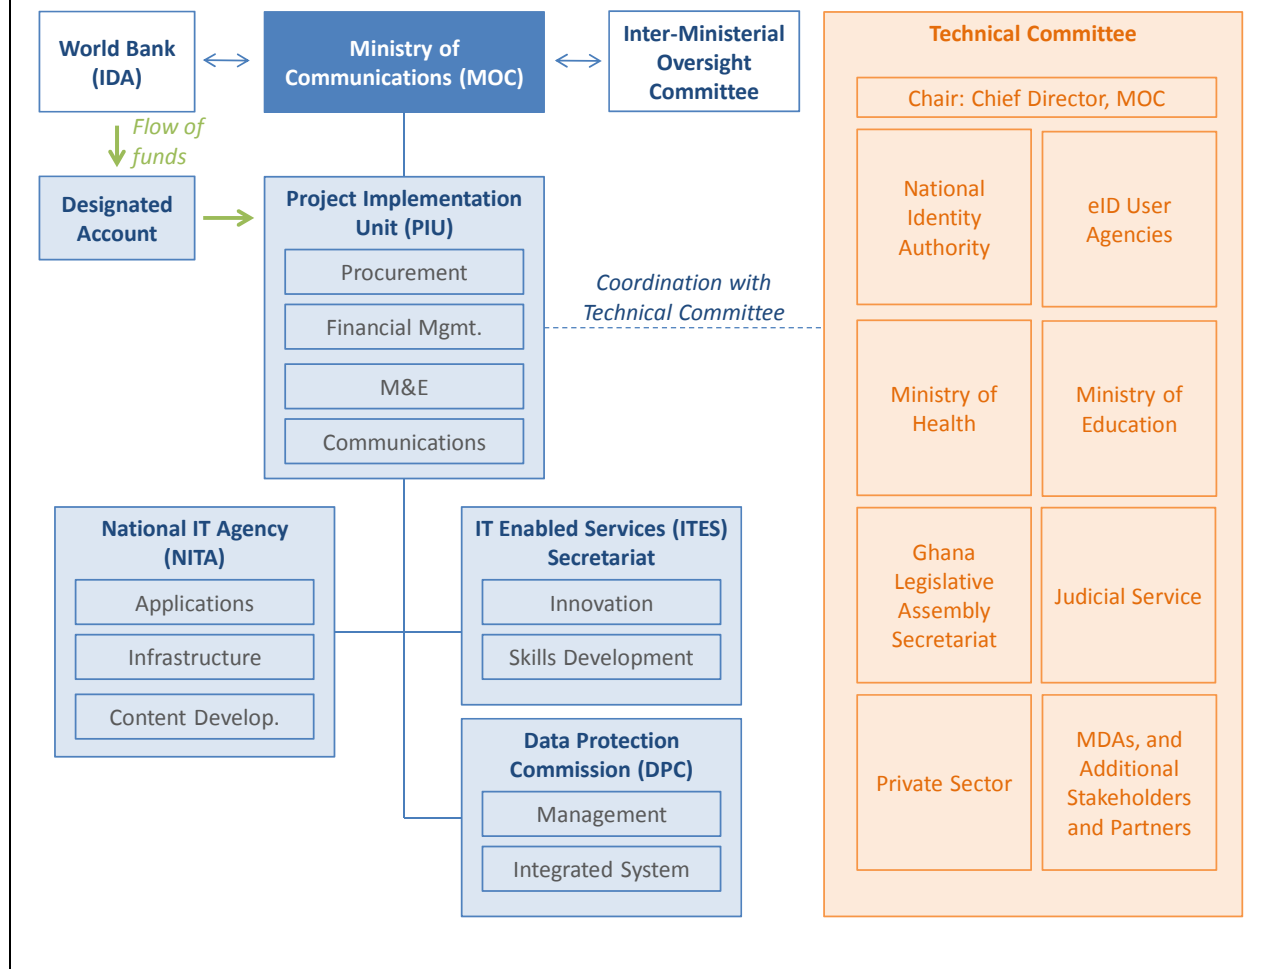 World Bank
(IDA)
Ministry of
Communications (MOC)
Inter-Ministerial
Oversight
Committee
Flow of
funds
Designated
Account
Project Implementation
Unit (PIU)
Procurement
Financial Mgmt.
M&E
Communications
Coordination with
Technical Committee
National IT Agency
(NITA)
Applications
Infrastructure
Content Develop.
IT Enabled Services (ITES)
Secretariat
Innovation
Skills Development
Data Protection
Commission (DPC)
Management
Integrated System
Technical Committee
Chair: Chief Director, MOC
National
Identity
Authority
eID User
Agencies
Ministry of
Health
Ministry of
Education
Ghana
Legislative
Assembly
Secretariat
Judicial Service
Private Sector
MDAs, and
Additional
Stakeholders
and Partners